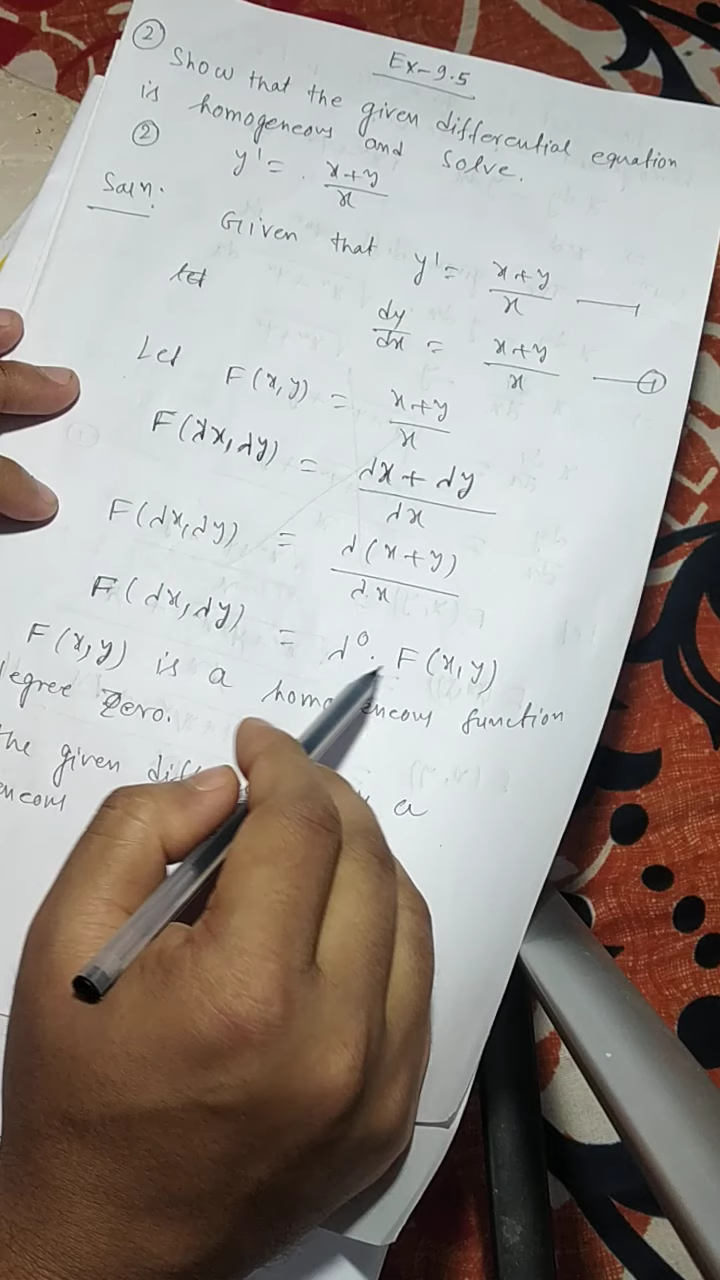 Ex-9.5
② Show that the given differential equation
is homogeneous and solve.
② y' = x+y/x
Soln.
Given that y' = x+y/x
let
dy/dx = x+y/x —①
Let F(x,y) = x+y/x
F(λx,λy) = λx+λy/λx
F(λx,λy) = λ(x+y)/λ.x
F(λx,λy) = λ⁰. F(x,y)
F(x,y) is a function
degree Zero.
the given a